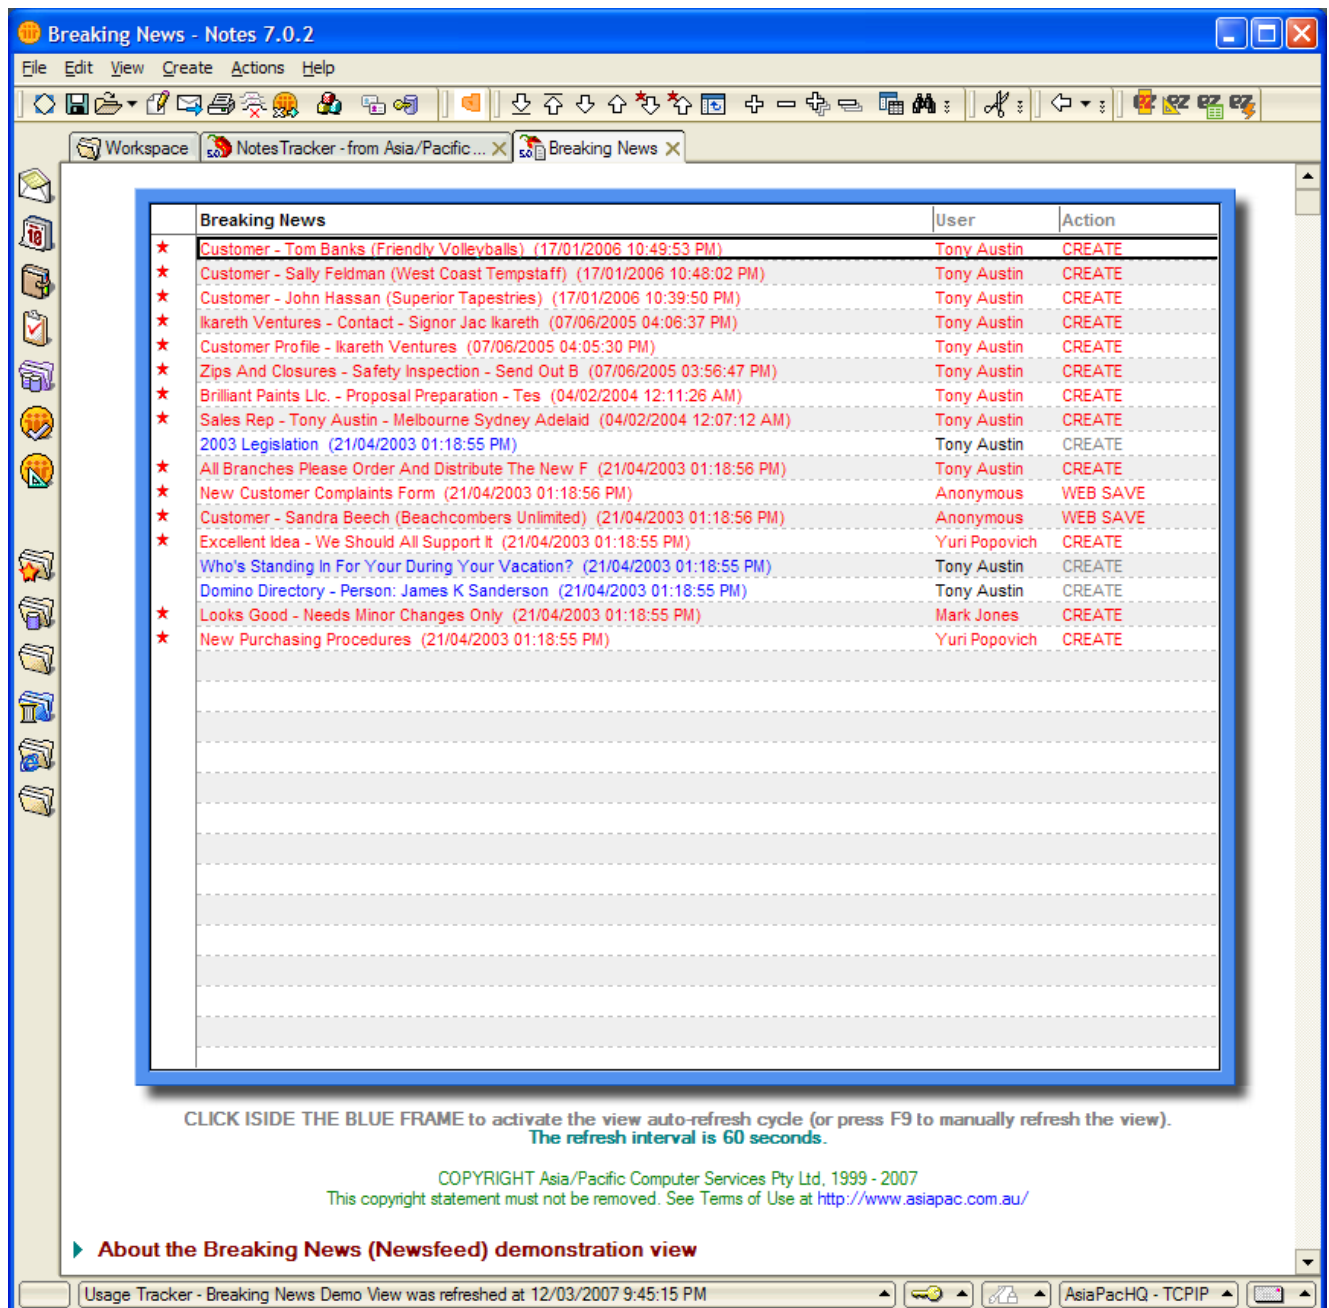 Breaking News - Notes 7.0.2
File Edit View Create Actions Help
Workspace NotesTracker - from Asia/Pacific ... Breaking News
Breaking News User Action
Customer - Tom Banks (Friendly Volleyballs) (17/01/2006 10:49:53 PM) Tony Austin CREATE
Customer - Sally Feldman (West Coast Tempstaff) (17/01/2006 10:48:02 PM) Tony Austin CREATE
Customer - John Hassan (Superior Tapestries) (17/01/2006 10:39:50 PM) Tony Austin CREATE
Ikareth Ventures - Contact - Signor Jac Ikareth (07/06/2005 04:06:37 PM) Tony Austin CREATE
Customer Profile - Ikareth Ventures (07/06/2005 04:05:30 PM) Tony Austin CREATE
Zips And Closures - Safety Inspection - Send Out B (07/06/2005 03:56:47 PM) Tony Austin CREATE
Brilliant Paints Llc. - Proposal Preparation - Tes (04/02/2004 12:11:26 AM) Tony Austin CREATE
Sales Rep - Tony Austin - Melbourne Sydney Adelaid (04/02/2004 12:07:12 AM) Tony Austin CREATE
2003 Legislation (21/04/2003 01:18:55 PM) Tony Austin CREATE
All Branches Please Order And Distribute The New F (21/04/2003 01:18:56 PM) Tony Austin CREATE
New Customer Complaints Form (21/04/2003 01:18:56 PM) Anonymous WEB SAVE
Customer - Sandra Beech (Beachcombers Unlimited) (21/04/2003 01:18:56 PM) Anonymous WEB SAVE
Excellent Idea - We Should All Support It (21/04/2003 01:18:55 PM) Yuri Popovich CREATE
Who's Standing In For Your During Your Vacation? (21/04/2003 01:18:55 PM) Tony Austin CREATE
Domino Directory - Person: James K Sanderson (21/04/2003 01:18:55 PM) Tony Austin CREATE
Looks Good - Needs Minor Changes Only (21/04/2003 01:18:55 PM) Mark Jones CREATE
New Purchasing Procedures (21/04/2003 01:18:55 PM) Yuri Popovich CREATE
CLICK ISIDE THE BLUE FRAME to activate the view auto-refresh cycle (or press F9 to manually refresh the view).
The refresh interval is 60 seconds.
COPYRIGHT Asia/Pacific Computer Services Pty Ltd, 1999 - 2007
This copyright statement must not be removed. See Terms of Use at http://www.asiapac.com.au/
About the Breaking News (Newsfeed) demonstration view
Usage Tracker - Breaking News Demo View was refreshed at 12/03/2007 9:45:15 PM AsiaPacHQ - TCPIP